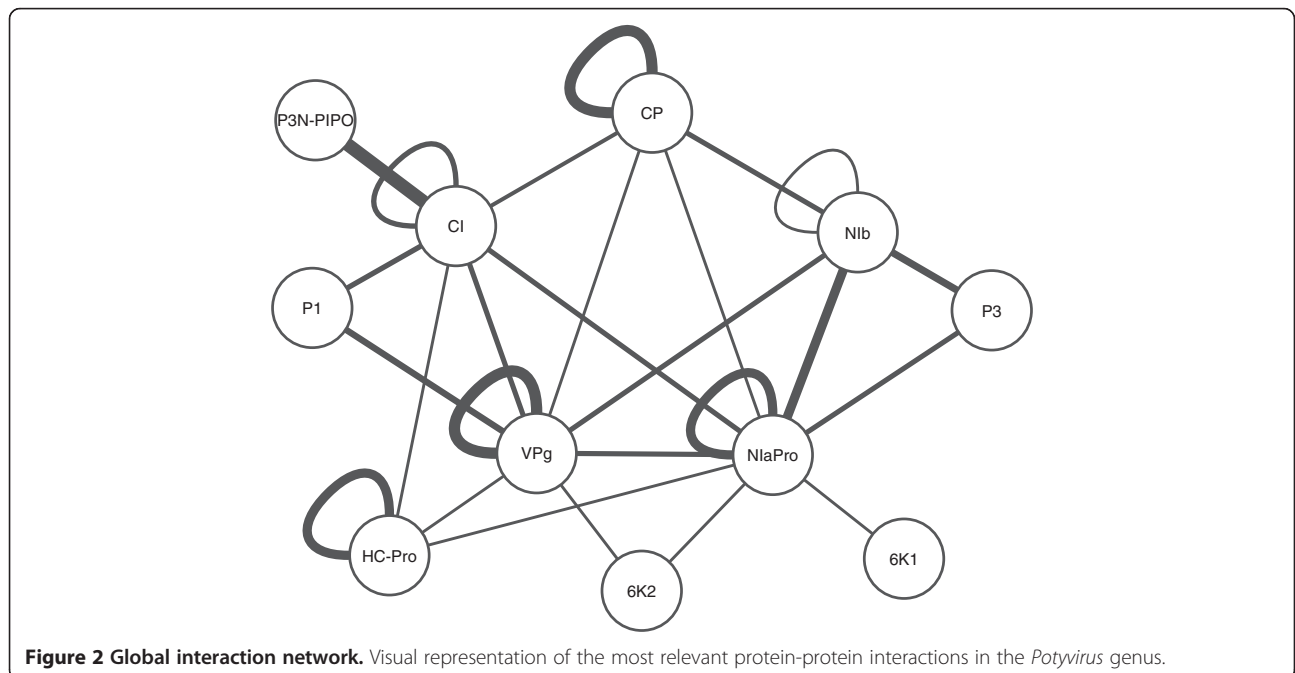 CP
P3N-PIPO
CI
NIb
P1
P3
VPg
NIaPro
HC-Pro
6K2
6K1
Figure 2 Global interaction network. Visual representation of the most relevant protein-protein interactions in the Potyvirus genus.